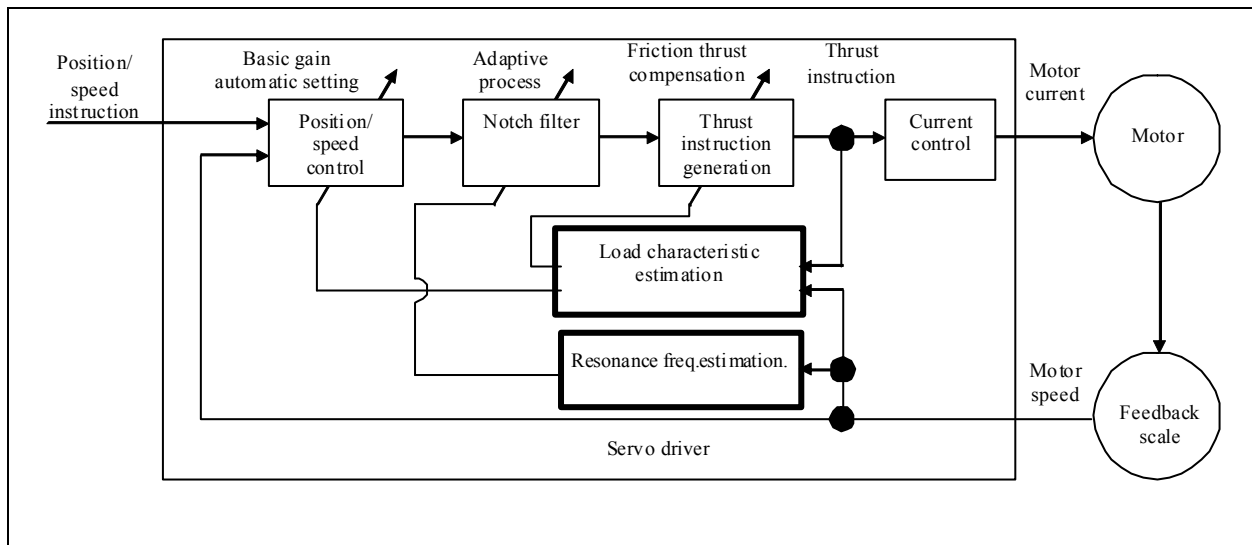 Position/
speed
instruction
Basic gain
automatic setting
Adaptive
process
Friction thrust
compensation
Thrust
instruction
Motor
current
Position/
speed
control
Notch filter
Thrust
instruction
generation
Current
control
Motor
Load characteristic
estimation
Resonance freq.estimation.
Motor
speed
Feedback
scale
Servo driver